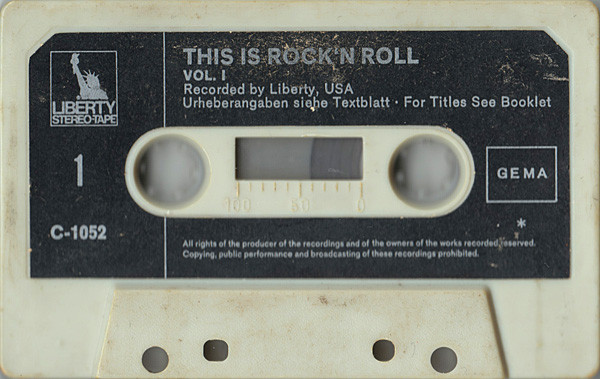 THIS IS ROCK'N ROLL
VOL. I
Recorded by Liberty, USA
Urheberangaben siehe Textblatt · For Titles See Booklet
LIBERTY
STEREO-TAPE
1
GEMA
100 50 0
C-1052
*
All rights of the producer of the recordings and of the owners of the works recorded reserved.
Copying, public performance and broadcasting of these recordings prohibited.